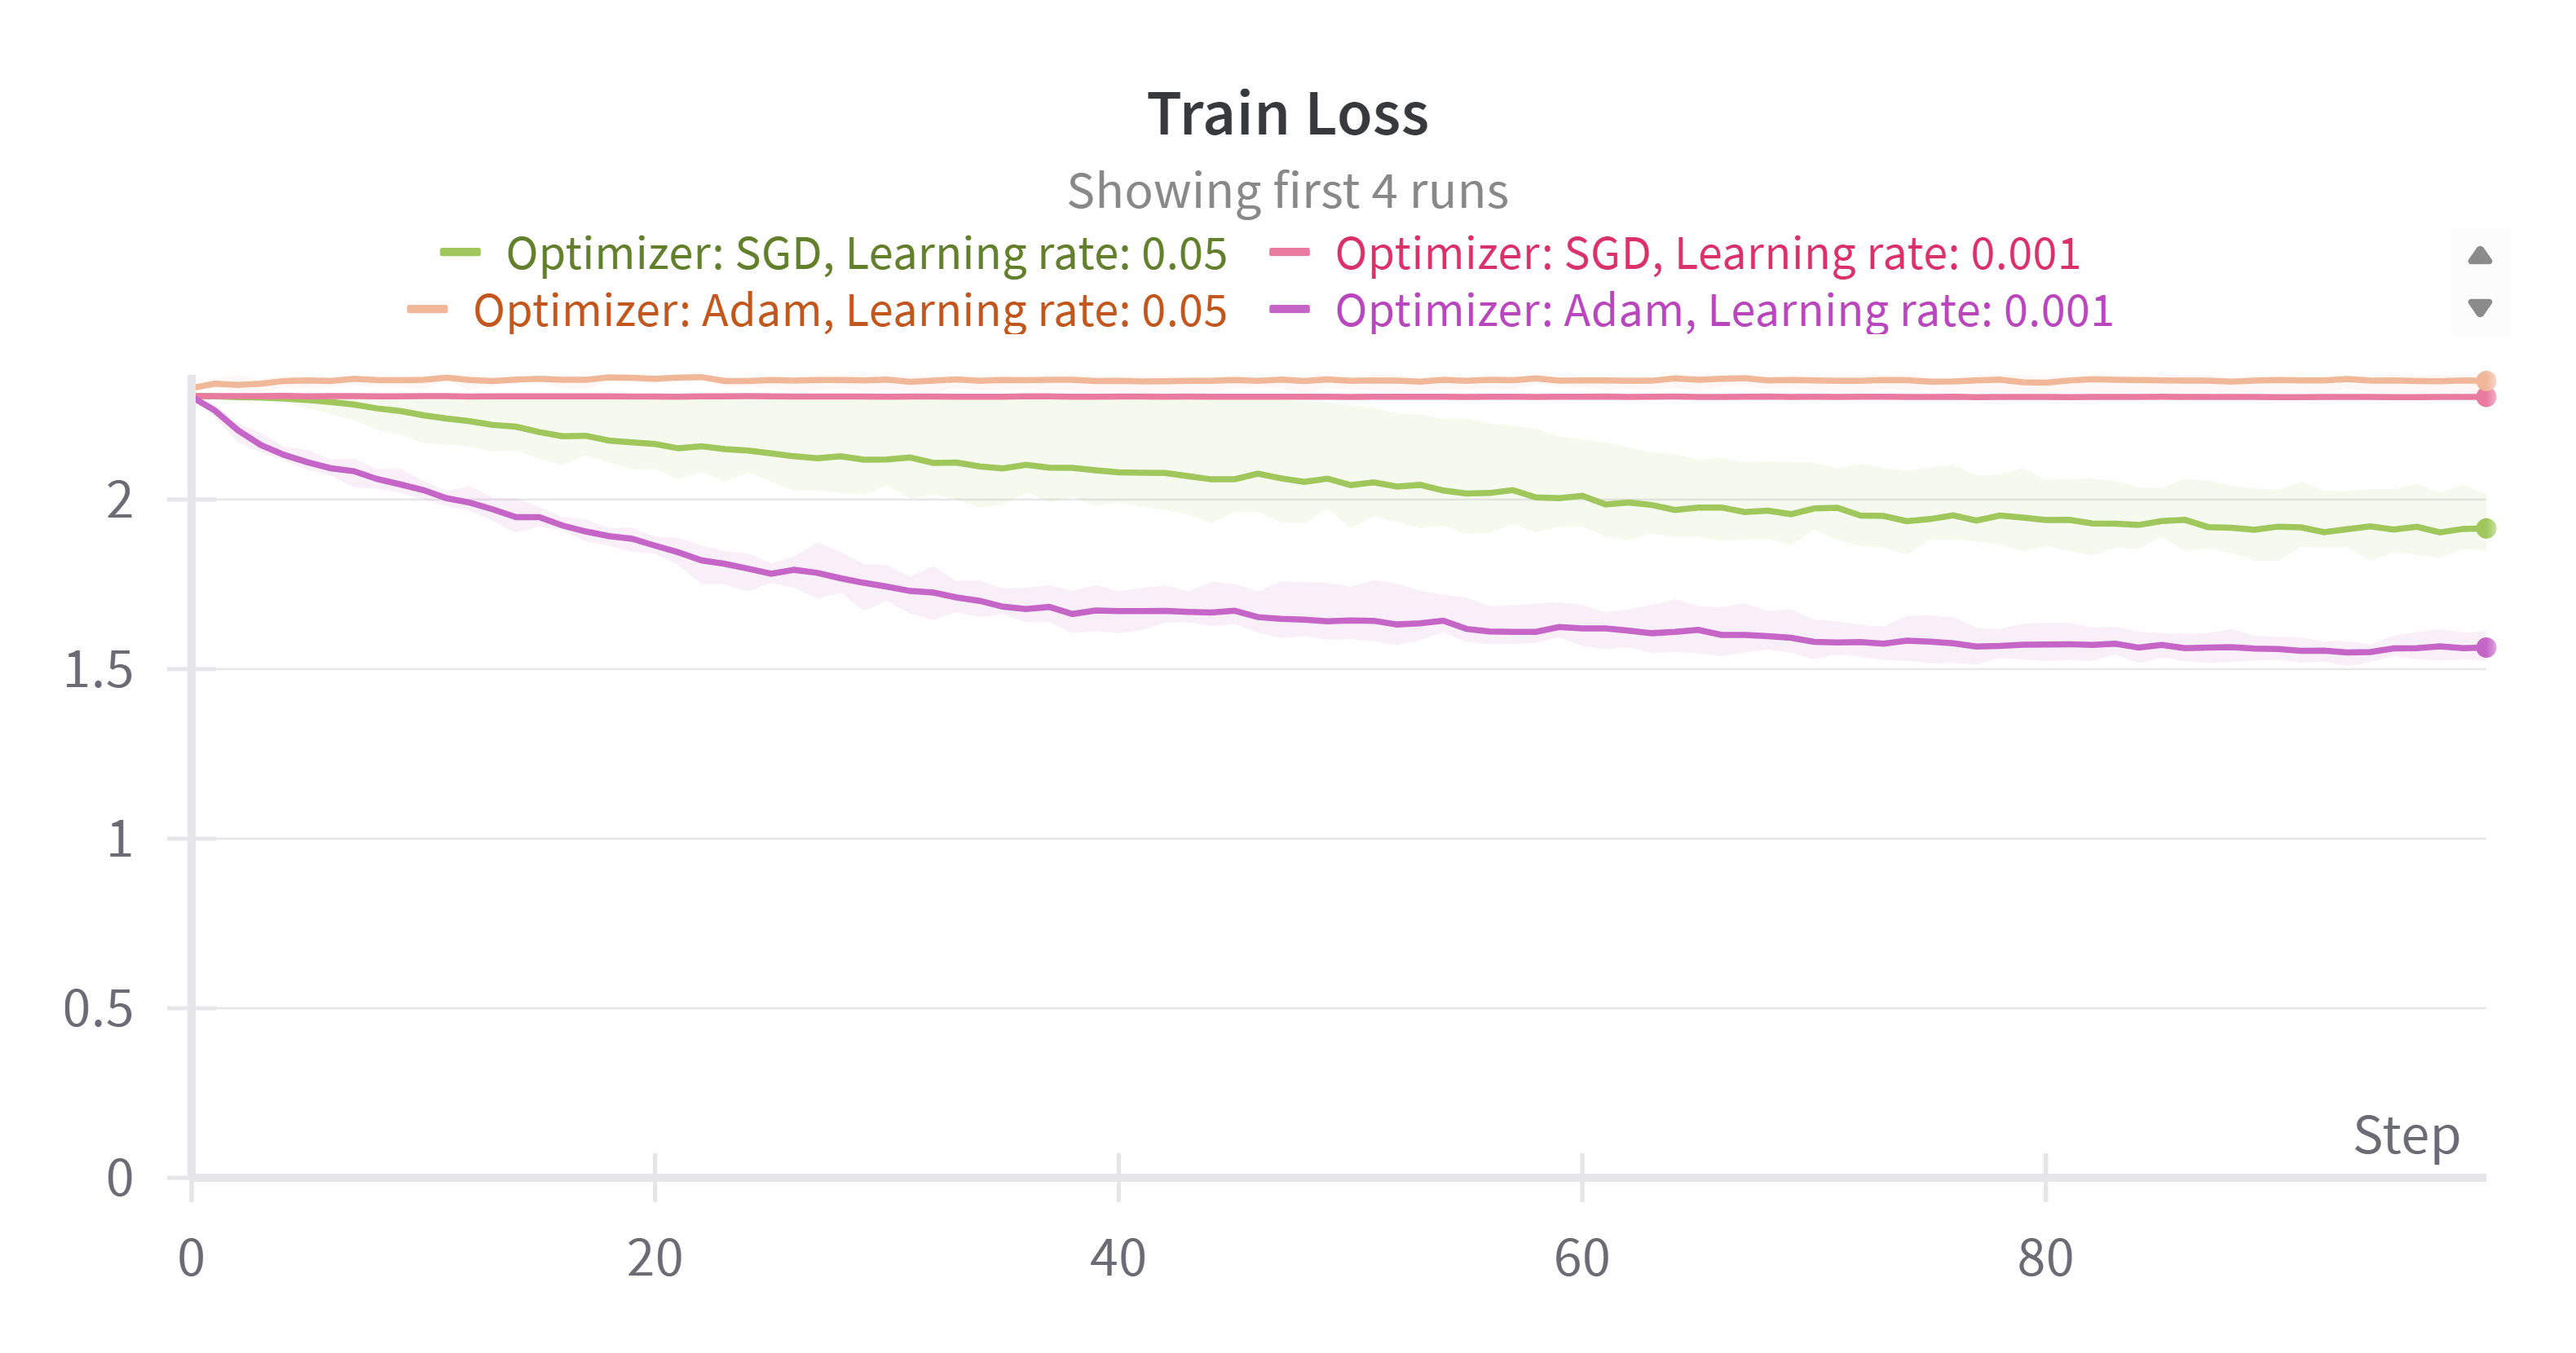 Train Loss
Showing first 4 runs
Optimizer: SGD, Learning rate: 0.05 Optimizer: SGD, Learning rate: 0.001
Optimizer: Adam, Learning rate: 0.05 Optimizer: Adam, Learning rate: 0.001
2
1.5
1
0.5
Step
0
0 20 40 60 80